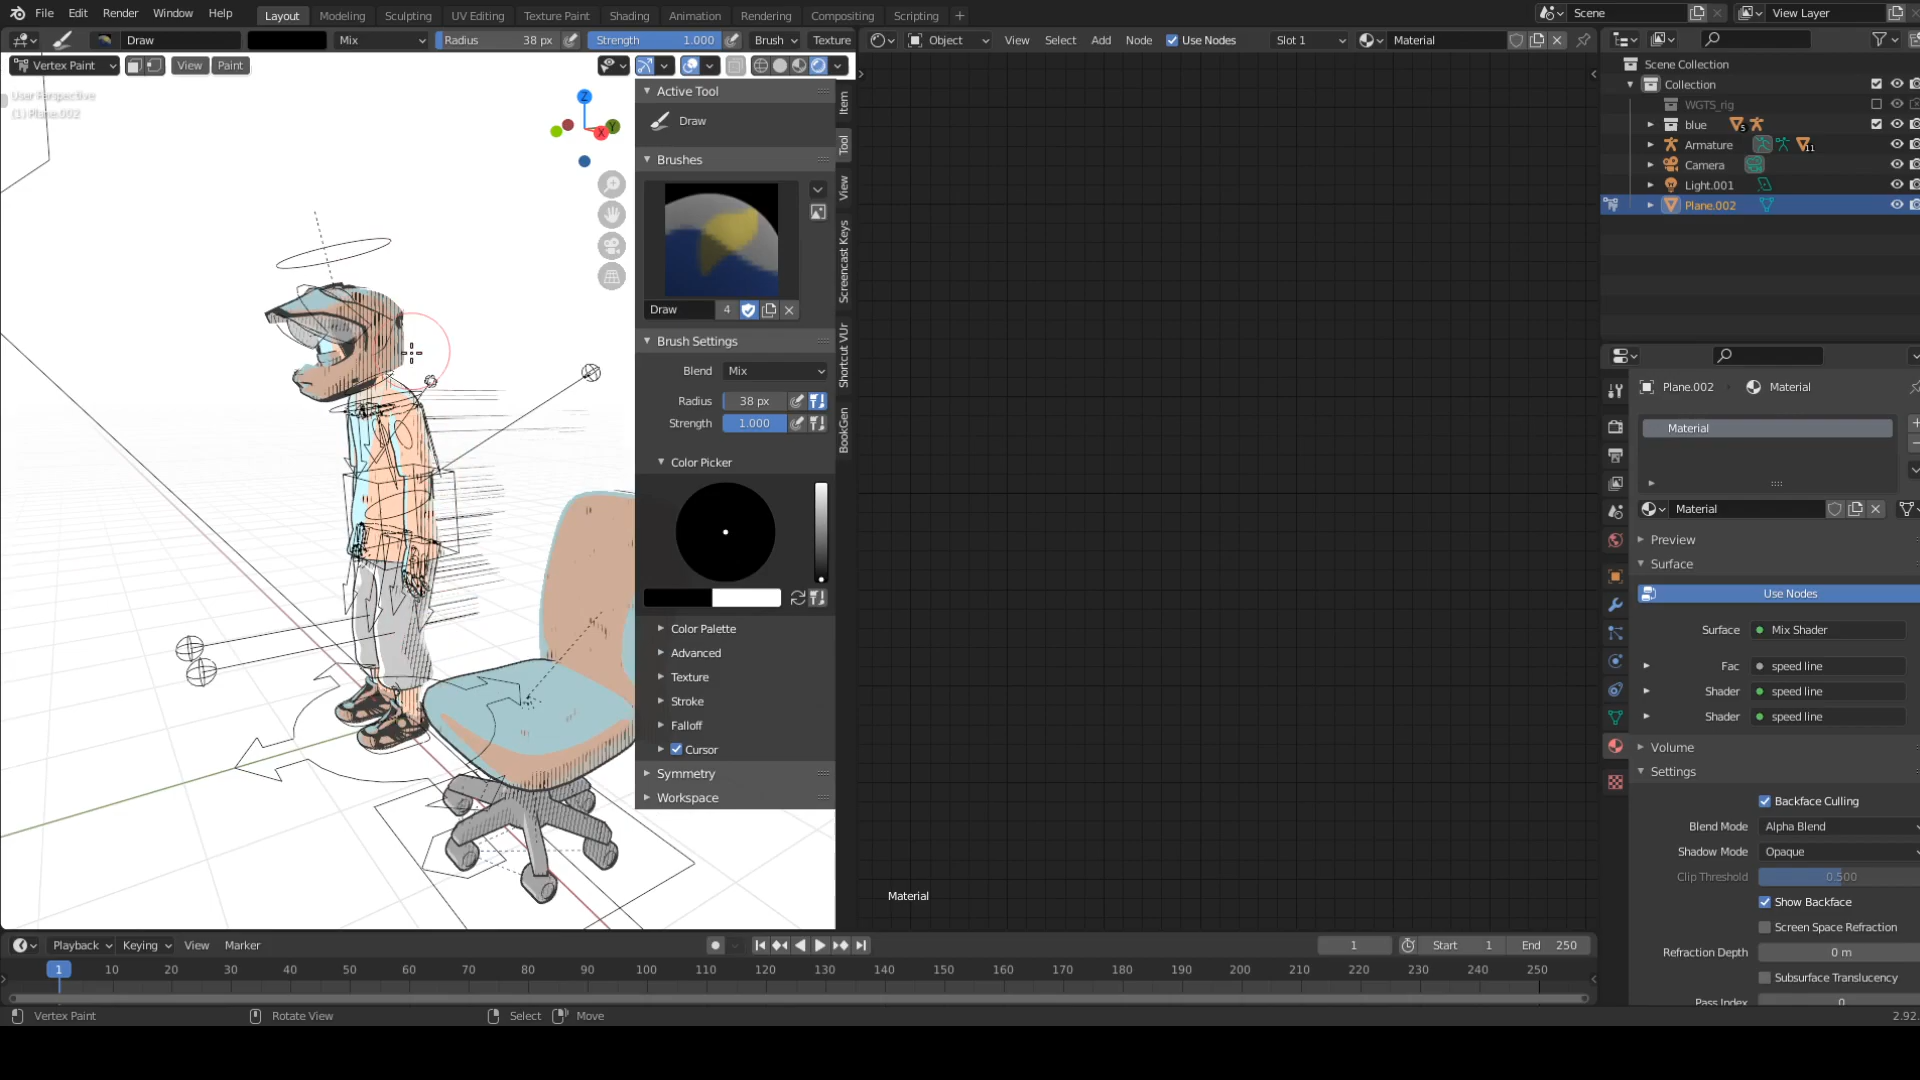 File Edit Render Window Help Layout Modeling Sculpting UV Editing Texture Paint Shading Animation Rendering Compositing Scripting + Scene View Layer
Draw Mix Radius 38 px Strength 1.000 Brush Texture Object View Select Add Node Use Nodes Slot 1 Material
Vertex Paint View Paint
User Perspective
(1) Plane.002
Z
Y
X
Active Tool
Draw
Brushes
Draw 4
Brush Settings
Blend Mix
Radius 38 px
Strength 1.000
Color Picker
Color Palette
Advanced
Texture
Stroke
Falloff
Cursor
Symmetry
Workspace
Item
Tool
View
Screencast Keys
Shortcut VUr
BookGen
Material
Scene Collection
Collection
WGTS_rig
blue 5
Armature 11
Camera
Light.001
Plane.002
Plane.002 Material
Material
Material
Preview
Surface
Use Nodes
Surface Mix Shader
Fac speed line
Shader speed line
Shader speed line
Volume
Settings
Backface Culling
Blend Mode Alpha Blend
Shadow Mode Opaque
Clip Threshold 0.500
Show Backface
Screen Space Refraction
Refraction Depth 0 m
Subsurface Translucency
Pass Index 0
Playback Keying View Marker 1 Start 1 End 250
1 10 20 30 40 50 60 70 80 90 100 110 120 130 140 150 160 170 180 190 200 210 220 230 240 250
Vertex Paint Rotate View Select Move 2.92.